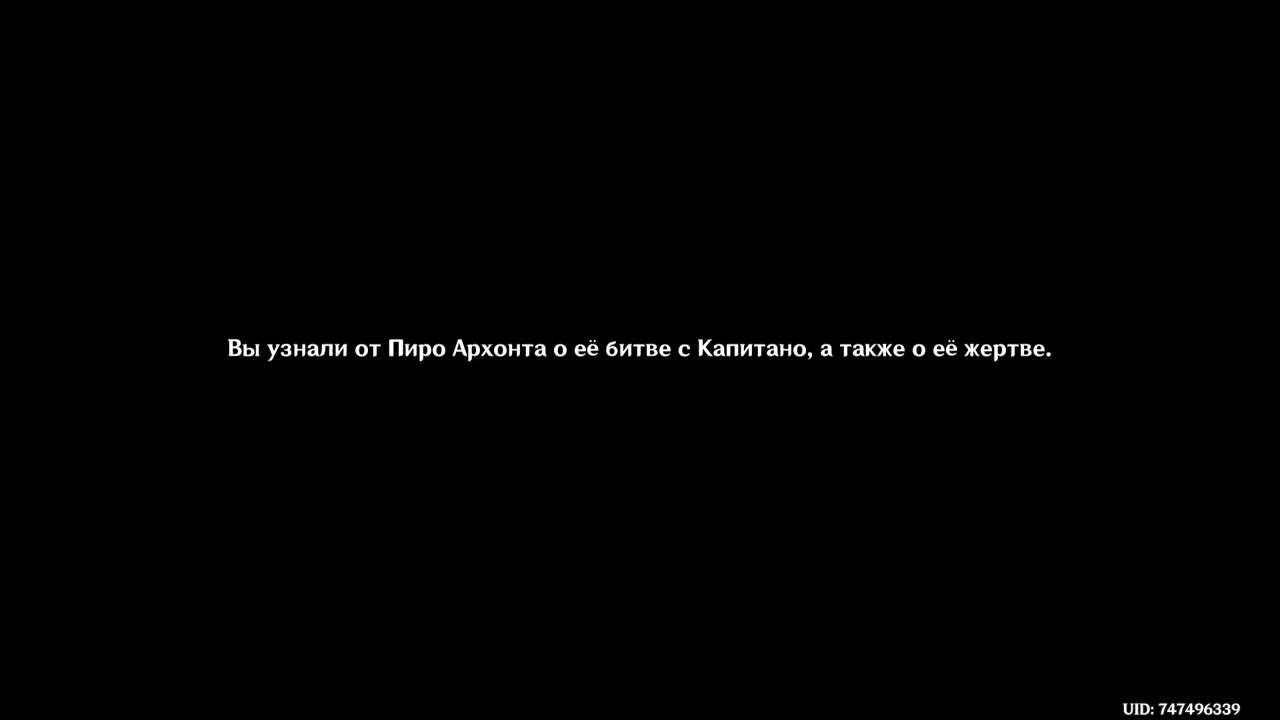 Вы узнали от Пиро Архонта о её битве с Капитано, а также о её жертве.
UID: 747496339